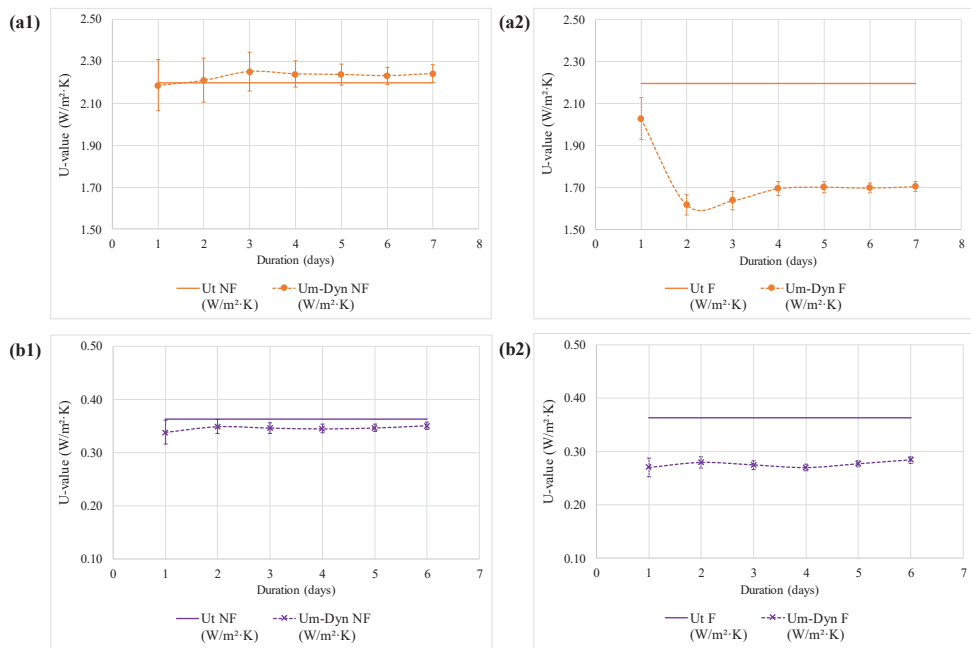 (a1)
2.50
2.30
2.10
1.90
1.70
1.50
U-value (W/m²·K)
0 1 2 3 4 5 6 7 8
Duration (days)
Ut NF Um-Dyn NF
(W/m²·K) (W/m²·K)
(a2)
2.50
2.30
2.10
1.90
1.70
1.50
U-value (W/m²·K)
0 1 2 3 4 5 6 7 8
Duration (days)
Ut F Um-Dyn F
(W/m²·K) (W/m²·K)
(b1)
0.50
0.40
0.30
0.20
0.10
U-value (W/m²·K)
0 1 2 3 4 5 6 7
Duration (days)
Ut NF Um-Dyn NF
(W/m²·K) (W/m²·K)
(b2)
0.50
0.40
0.30
0.20
0.10
U-value (W/m²·K)
0 1 2 3 4 5 6 7
Duration (days)
Ut F Um-Dyn F
(W/m²·K) (W/m²·K)